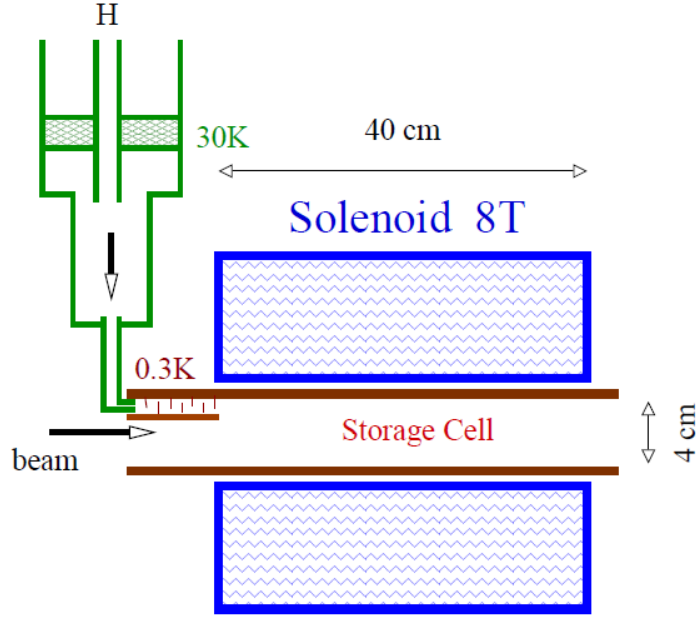 H
30K
40 cm
Solenoid 8T
0.3K
Storage Cell
beam
4 cm